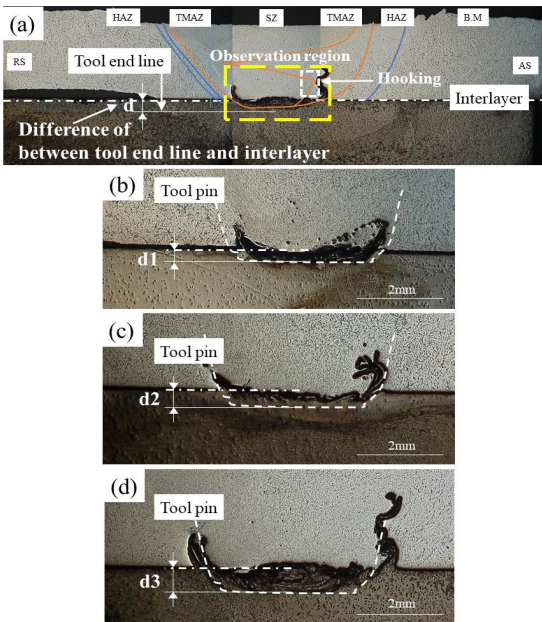 (a)
HAZ TMAZ SZ TMAZ HAZ B.M
RS
Tool end line
Observation region
Hooking
AS
d
Interlayer
Difference of
between tool end line and interlayer
(b)
Tool pin
d1
2mm
(c)
Tool pin
d2
2mm
(d)
Tool pin
d3
2mm